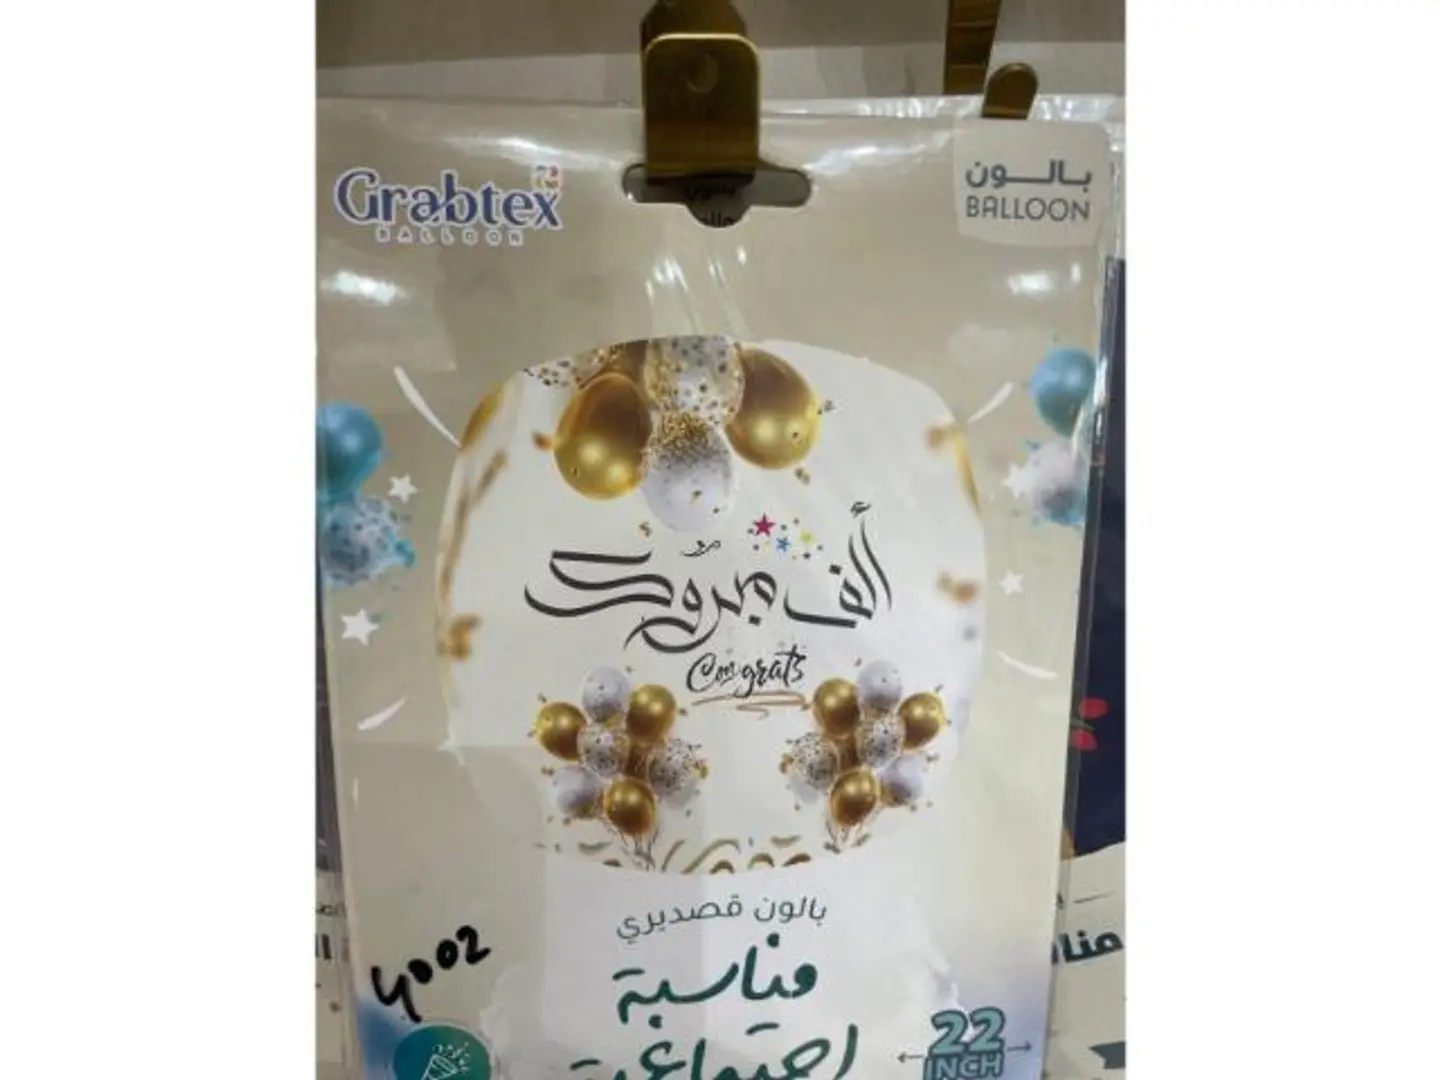 Grabtex
BALLOON
بالون
BALLOON
ألف مبروك
Congrats
بالون قصديري
4002
مناسبة
اجتماعية
22
INCH